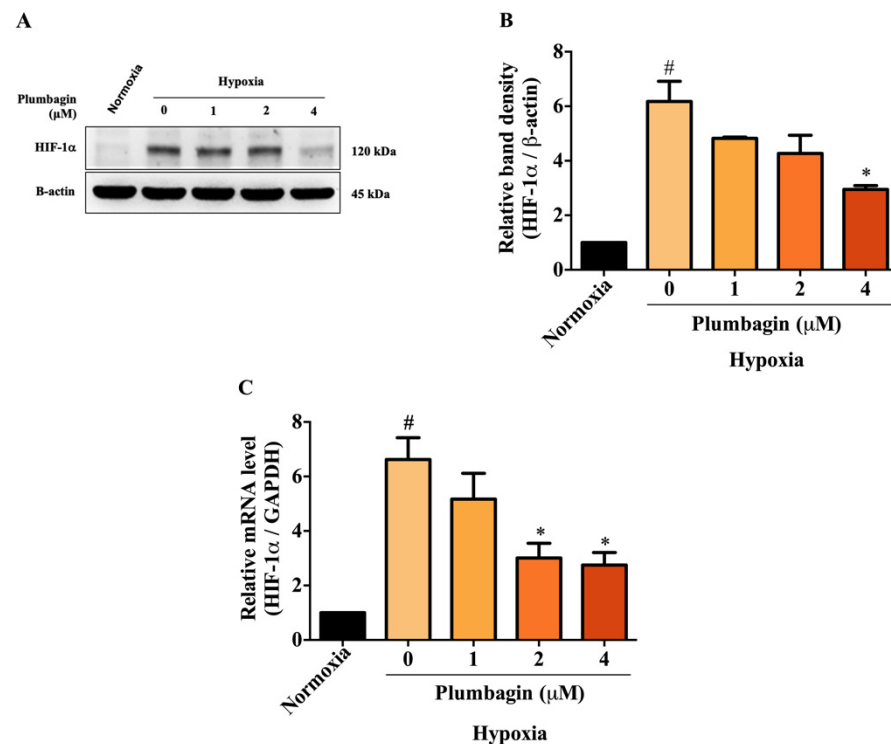 A
Normoxia
Hypoxia
Plumbagin
(μM)
0 1 2 4
HIF-1α
120 kDa
B-actin
45 kDa
B
Relative band density
(HIF-1α / β-actin)
8
6
4
2
0
#
*
Normoxia
0 1 2 4
Plumbagin (μM)
Hypoxia
C
Relative mRNA level
(HIF-1α / GAPDH)
8
6
4
2
0
#
* *
Normoxia
0 1 2 4
Plumbagin (μM)
Hypoxia